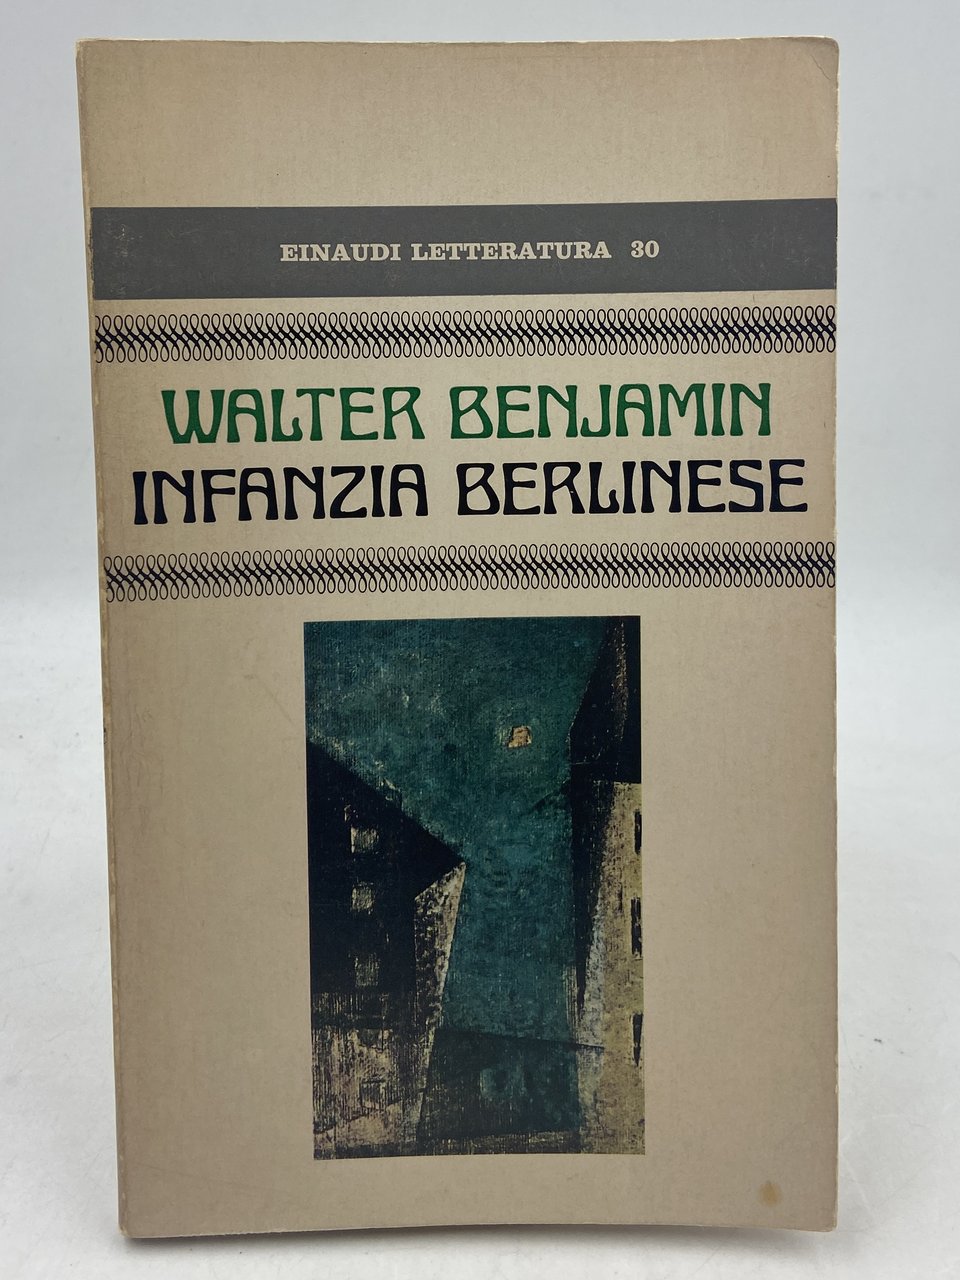 EINAUDI LETTERATURA 30
WALTER BENJAMIN
INFANZIA BERLINESE